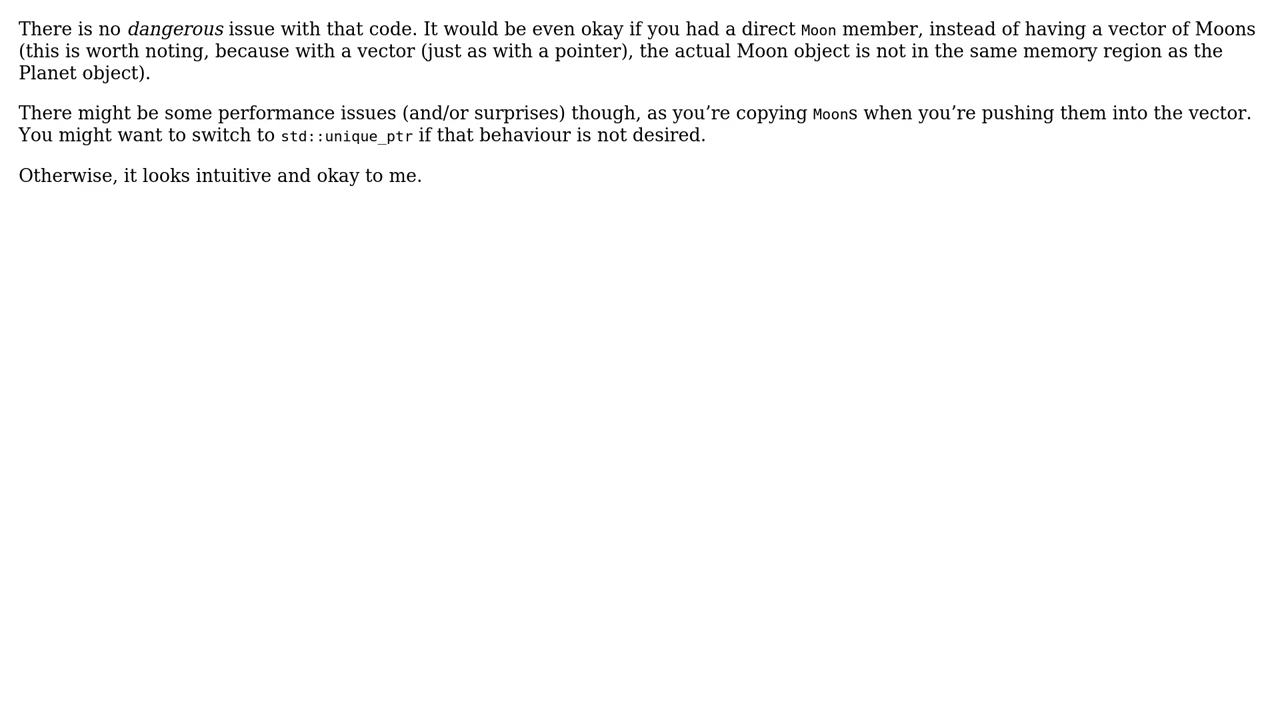 There is no dangerous issue with that code. It would be even okay if you had a direct Moon member, instead of having a vector of Moons
(this is worth noting, because with a vector (just as with a pointer), the actual Moon object is not in the same memory region as the
Planet object).
There might be some performance issues (and/or surprises) though, as you’re copying Moons when you’re pushing them into the vector.
You might want to switch to std::unique_ptr if that behaviour is not desired.
Otherwise, it looks intuitive and okay to me.